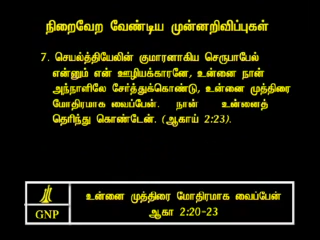 நிறைவேற வேண்டிய முன்னறிவிப்புகள்
7. செயல்த்தியேலின் குமாரனாகிய செருபாபேல்
என்னும் என் ஊழியக்காரனே, உன்னை நான்
அந்நாளிலே சேர்த்துக்கொண்டு, உன்னை முத்திரை
மோதிரமாக வைப்பேன். நான் உன்னைத்
தெரிந்து கொண்டேன். (ஆகாய் 2:23).
உன்னை முத்திரை மோதிரமாக வைப்பேன்
ஆகா 2:20-23
GNP